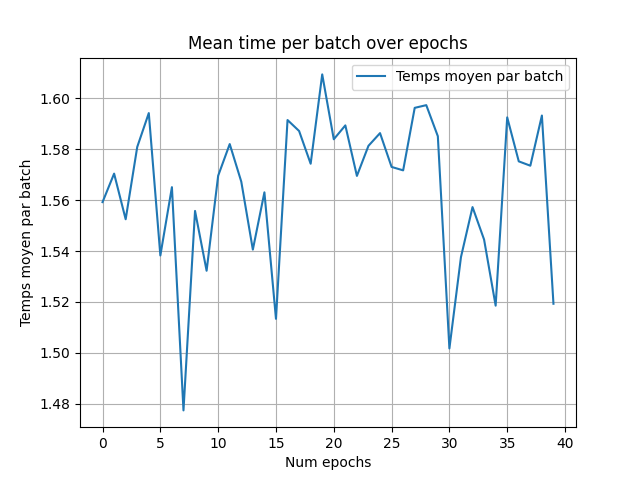 Mean time per batch over epochs
Temps moyen par batch
Temps moyen par batch
1.60
1.58
1.56
1.54
1.52
1.50
1.48
0 5 10 15 20 25 30 35 40
Num epochs